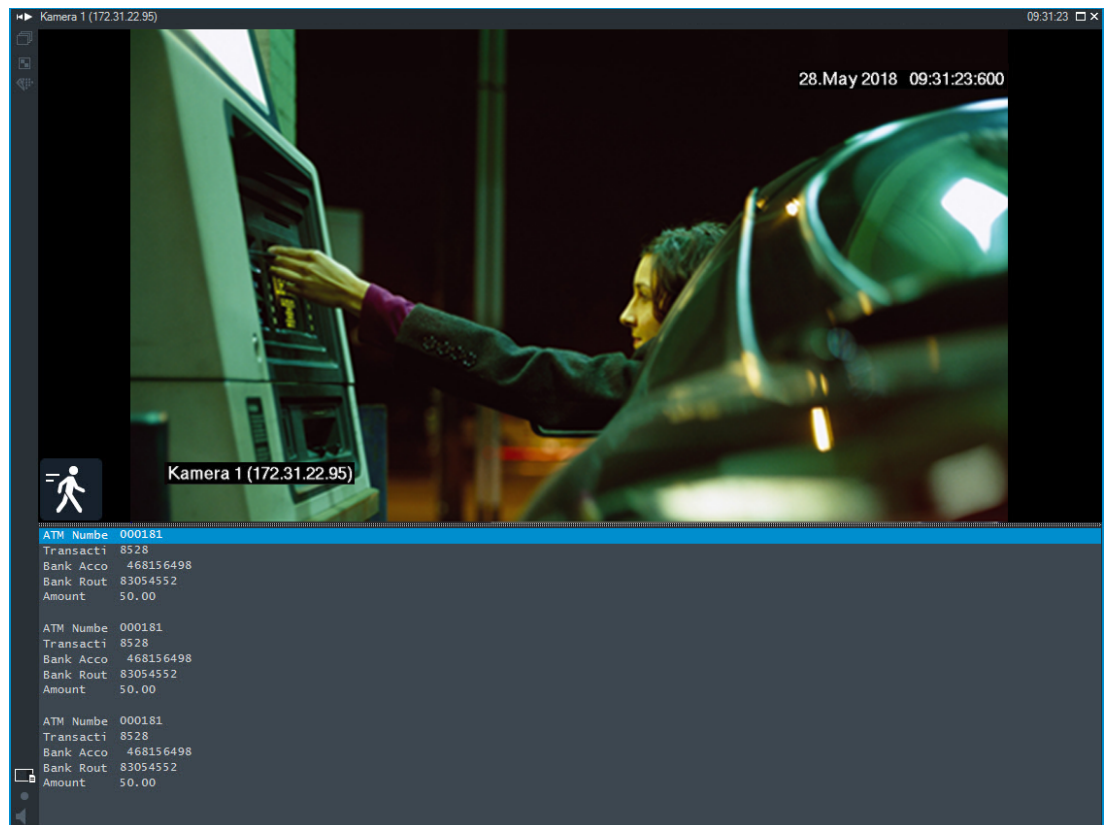 Kamera 1 (172.31.22.95) 09:31:23
28.May 2018 09:31:23:600
Kamera 1 (172.31.22.95)
ATM Numbe 000181
Transacti 8528
Bank Acco 468156498
Bank Rout 83054552
Amount 50.00
ATM Numbe 000181
Transacti 8528
Bank Acco 468156498
Bank Rout 83054552
Amount 50.00
ATM Numbe 000181
Transacti 8528
Bank Acco 468156498
Bank Rout 83054552
Amount 50.00